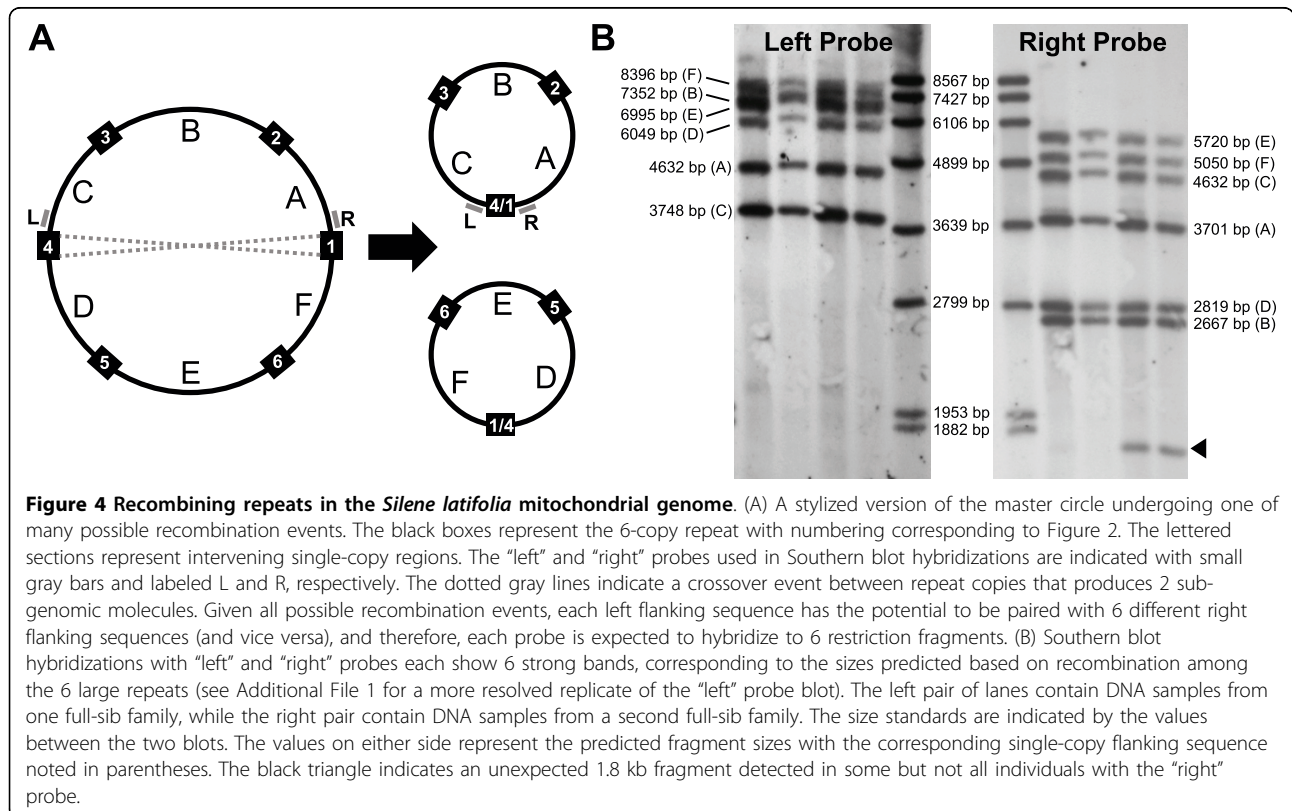 A
B
B
3
2
C
A
L
R
4
1
D
F
5
6
E
B
3
2
C
A
4/1
L
R
E
6
5
F
D
1/4
Left Probe
8396 bp (F)
7352 bp (B)
6995 bp (E)
6049 bp (D)
4632 bp (A)
3748 bp (C)
8567 bp
7427 bp
6106 bp
4899 bp
3639 bp
2799 bp
1953 bp
1882 bp
Right Probe
5720 bp (E)
5050 bp (F)
4632 bp (C)
3701 bp (A)
2819 bp (D)
2667 bp (B)
Figure 4 Recombining repeats in the Silene latifolia mitochondrial genome. (A) A stylized version of the master circle undergoing one of
many possible recombination events. The black boxes represent the 6-copy repeat with numbering corresponding to Figure 2. The lettered
sections represent intervening single-copy regions. The "left" and "right" probes used in Southern blot hybridizations are indicated with small
gray bars and labeled L and R, respectively. The dotted gray lines indicate a crossover event between repeat copies that produces 2 sub-
genomic molecules. Given all possible recombination events, each left flanking sequence has the potential to be paired with 6 different right
flanking sequences (and vice versa), and therefore, each probe is expected to hybridize to 6 restriction fragments. (B) Southern blot
hybridizations with "left" and "right" probes each show 6 strong bands, corresponding to the sizes predicted based on recombination among
the 6 large repeats (see Additional File 1 for a more resolved replicate of the "left" probe blot). The left pair of lanes contain DNA samples from
one full-sib family, while the right pair contain DNA samples from a second full-sib family. The size standards are indicated by the values
between the two blots. The values on either side represent the predicted fragment sizes with the corresponding single-copy flanking sequence
noted in parentheses. The black triangle indicates an unexpected 1.8 kb fragment detected in some but not all individuals with the "right"
probe.